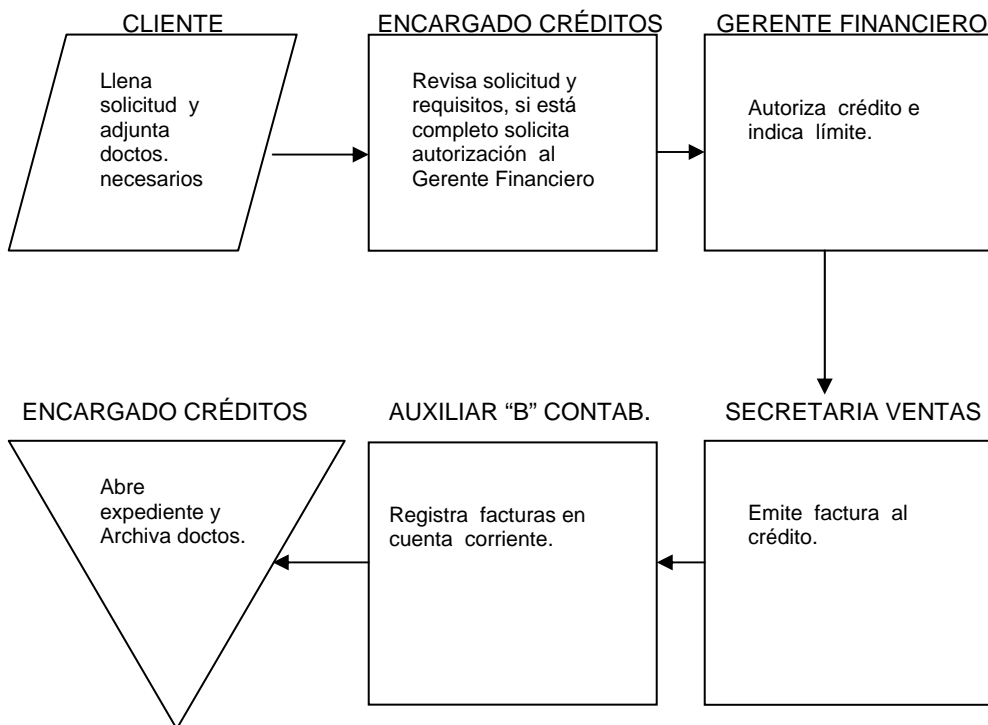 CLIENTE
Llena
solicitud y
adjunta
doctos.
necesarios
ENCARGADO CRÉDITOS
Revisa solicitud y
requisitos, si está
completo solicita
autorización al
Gerente Financiero
GERENTE FINANCIERO
Autoriza crédito e
indica límite.
SECRETARIA VENTAS
Emite factura al
crédito.
AUXILIAR “B” CONTAB.
Registra facturas en
cuenta corriente.
ENCARGADO CRÉDITOS
Abre
expediente y
Archiva doctos.